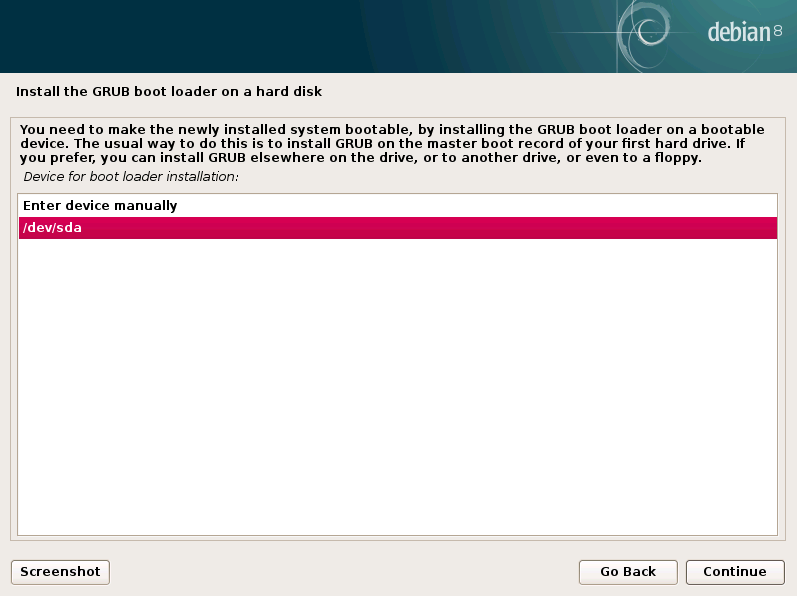 debian 8
Install the GRUB boot loader on a hard disk
You need to make the newly installed system bootable, by installing the GRUB boot loader on a bootable
device. The usual way to do this is to install GRUB on the master boot record of your first hard drive. If
you prefer, you can install GRUB elsewhere on the drive, or to another drive, or even to a floppy.
Device for boot loader installation:
Enter device manually
/dev/sda
Screenshot
Go Back
Continue